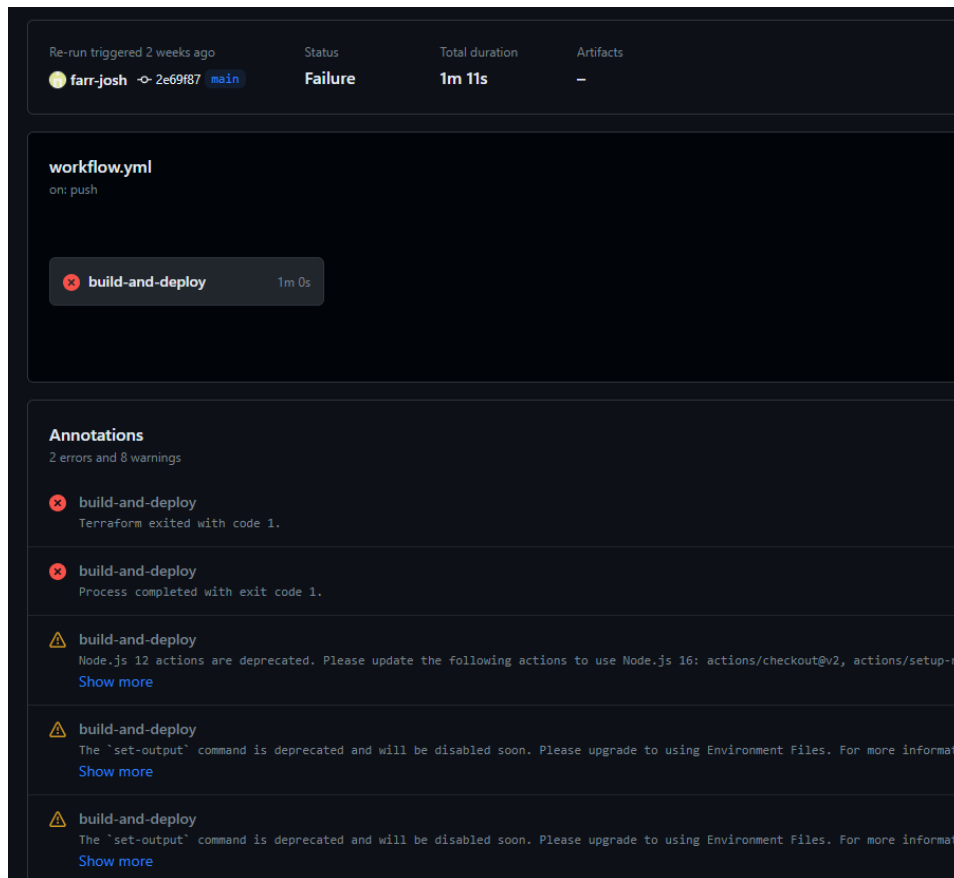 Re-run triggered 2 weeks ago
farr-josh 2e69f87 main
Status
Failure
Total duration
1m 11s
Artifacts
–
workflow.yml
on: push
build-and-deploy 1m 0s
Annotations
2 errors and 8 warnings
build-and-deploy
Terraform exited with code 1.
build-and-deploy
Process completed with exit code 1.
build-and-deploy
Node.js 12 actions are deprecated. Please update the following actions to use Node.js 16: actions/checkout@v2, actions/setup-
Show more
build-and-deploy
The `set-output` command is deprecated and will be disabled soon. Please upgrade to using Environment Files. For more informat
Show more
build-and-deploy
The `set-output` command is deprecated and will be disabled soon. Please upgrade to using Environment Files. For more informat
Show more